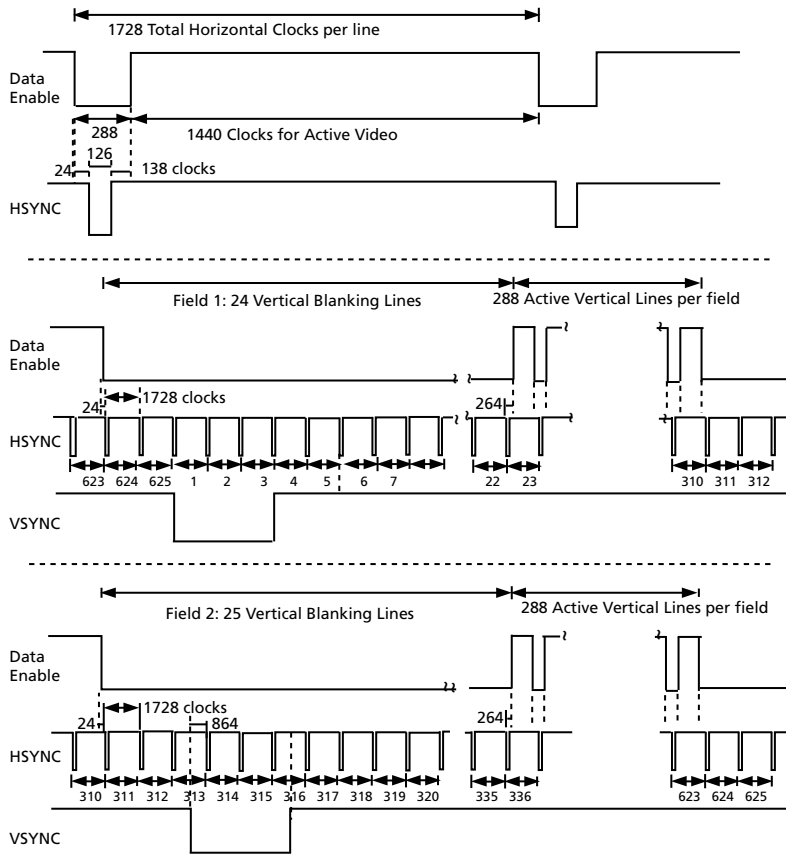 1728 Total Horizontal Clocks per line
Data
Enable
288
1440 Clocks for Active Video
126
24
138 clocks
HSYNC
Field 1: 24 Vertical Blanking Lines
288 Active Vertical Lines per field
Data
Enable
24
1728 clocks
264
HSYNC
623 624 625 1 2 3 4 5 6 7 22 23 310 311 312
VSYNC
Field 2: 25 Vertical Blanking Lines
288 Active Vertical Lines per field
Data
Enable
24
1728 clocks
864
264
HSYNC
310 311 312 313 314 315 316 317 318 319 320 335 336 623 624 625
VSYNC